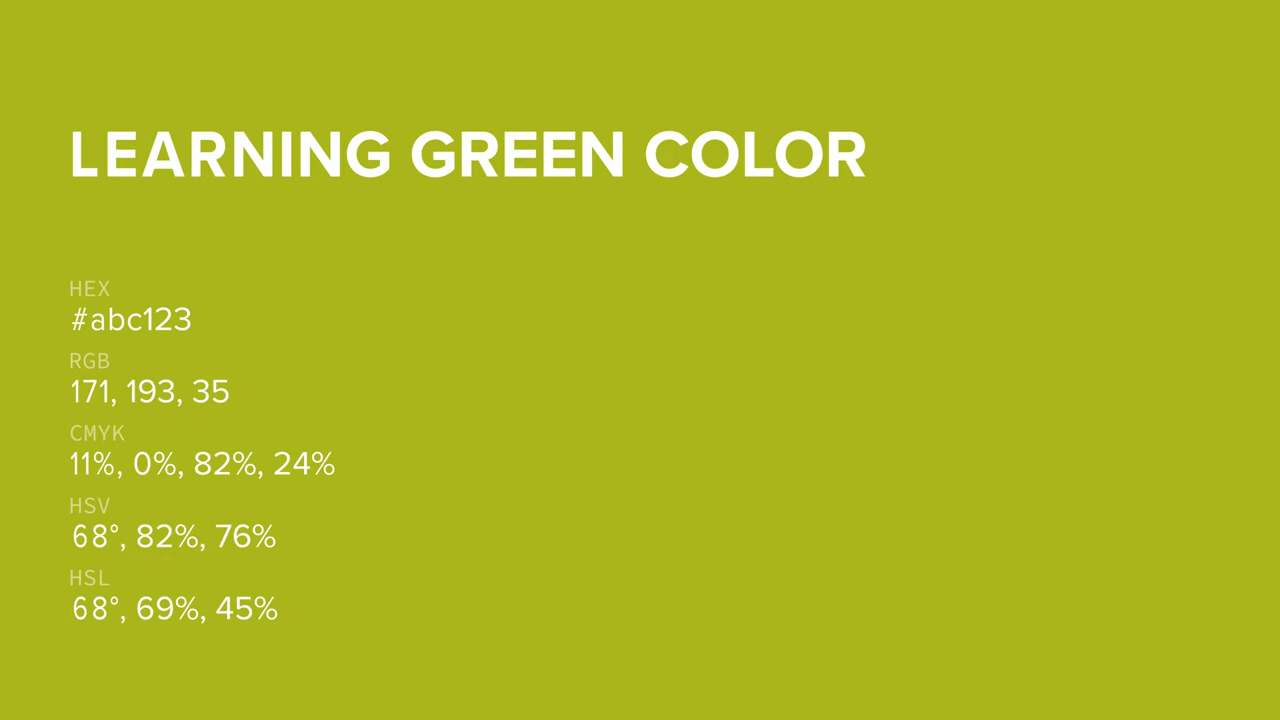 LEARNING GREEN COLOR
HEX
#abc123
RGB
171, 193, 35
CMYK
11%, 0%, 82%, 24%
HSV
68°, 82%, 76%
HSL
68°, 69%, 45%